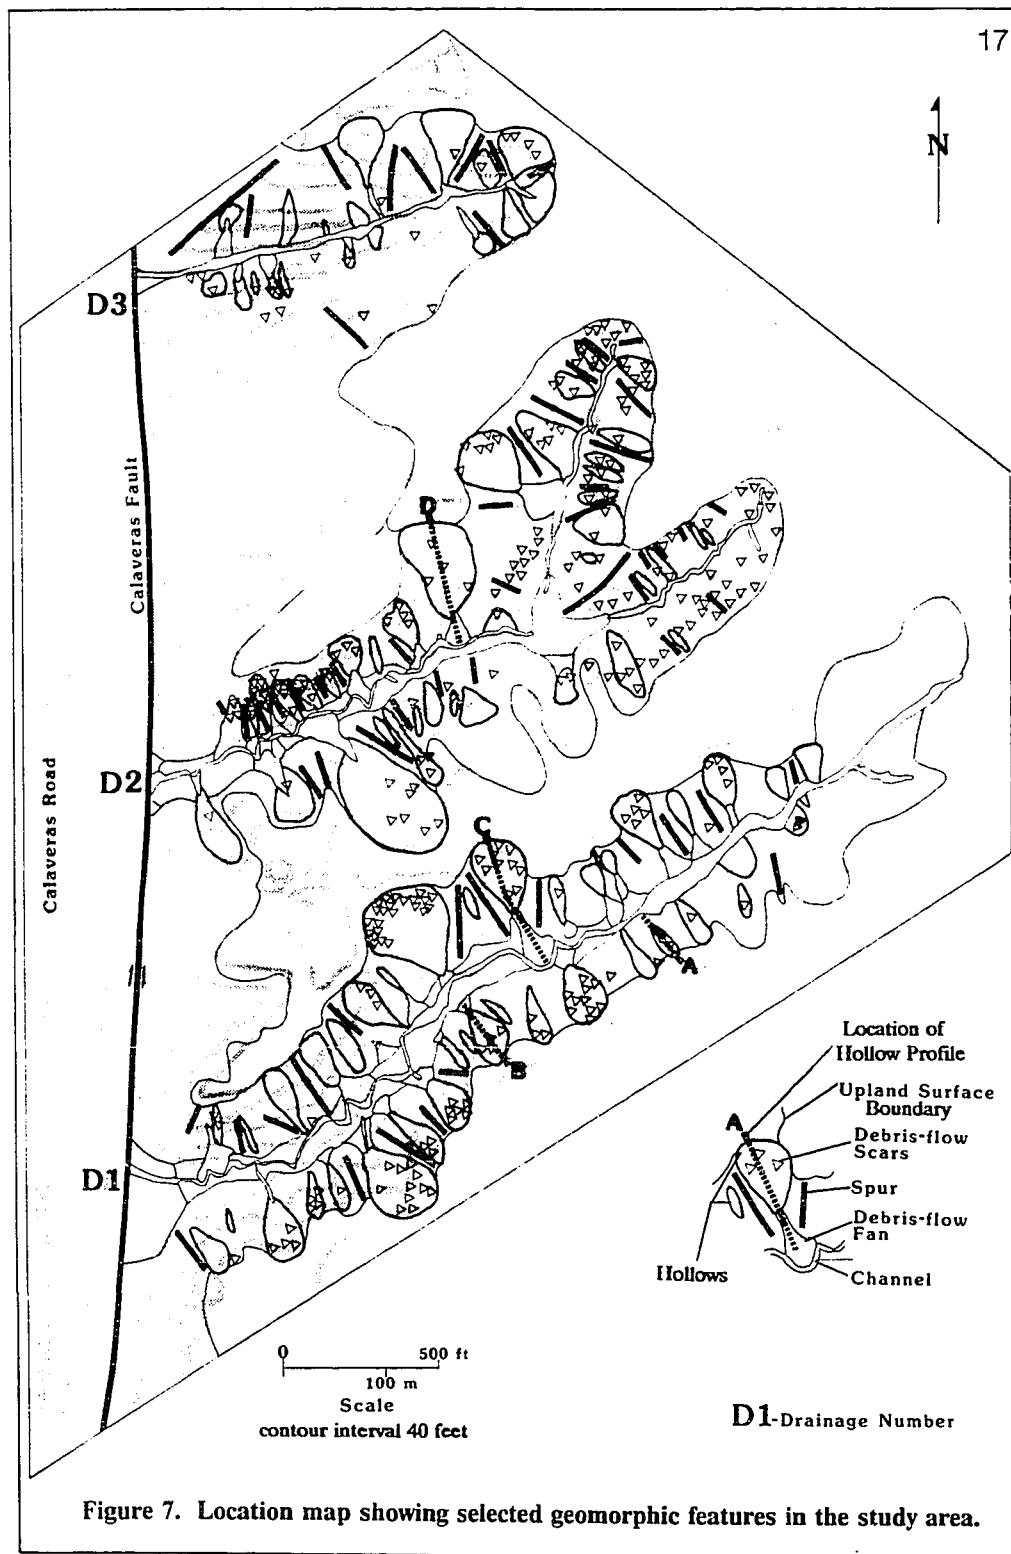 17
N
D3
Calaveras Fault
D
D2
Calaveras Road
C
A
B
D1
Location of
Hollow Profile
Upland Surface
Boundary
A
Debris-flow
Scars
Spur
Debris-flow
Fan
Hollows
Channel
0 500 ft
100 m
Scale
contour interval 40 feet
D1-Drainage Number
Figure 7. Location map showing selected geomorphic features in the study area.